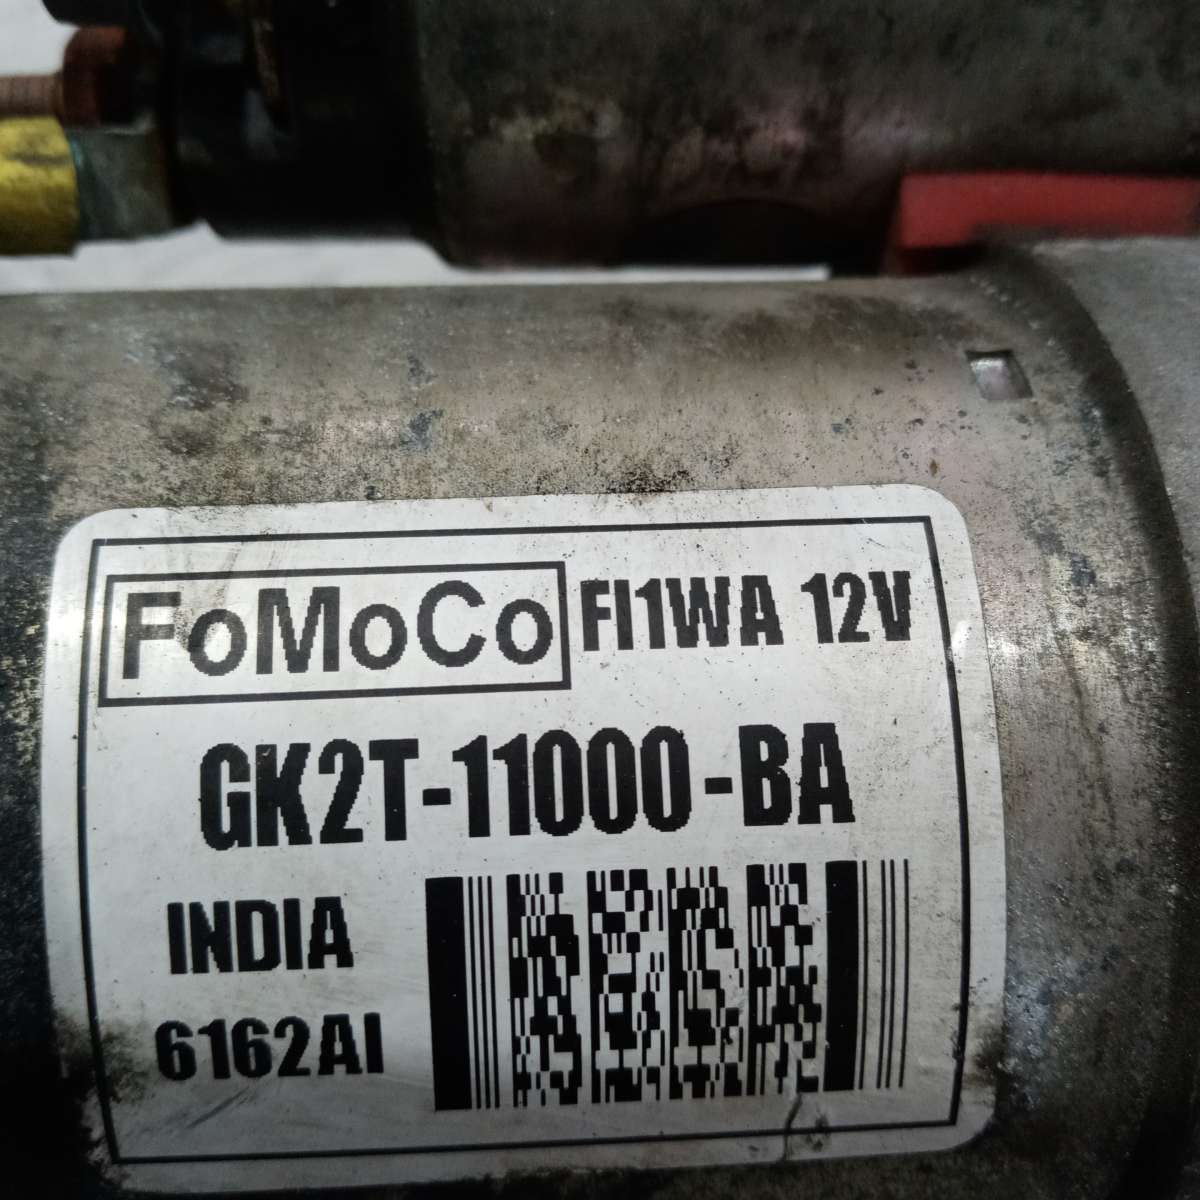 FoMoCo FI1WA 12V
GK2T-11000-BA
INDIA
6162AI